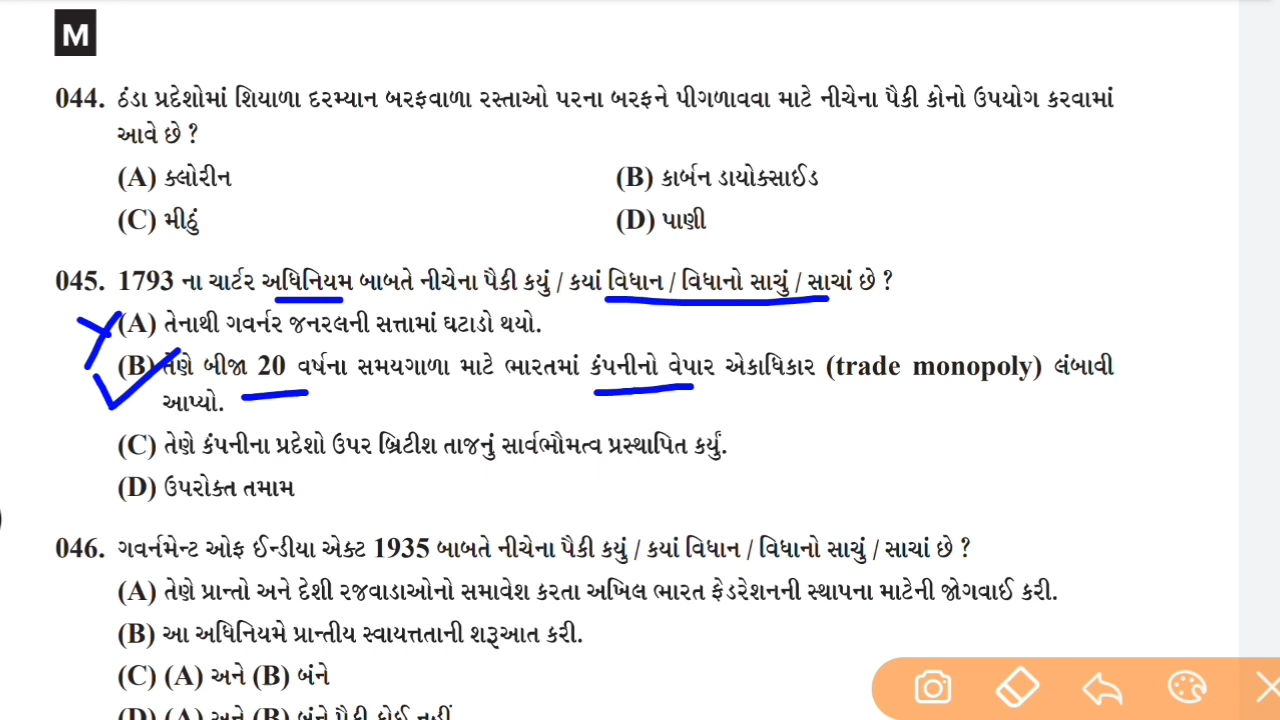 M
044. ઠંડા પ્રદેશોમાં શિયાળા દરમ્યાન બરફવાળા રસ્તાઓ પરના બરફને પીગળાવવા માટે નીચેના પૈકી કોનો ઉપયોગ કરવામાં
આવે છે ?
(A) ક્લોરીન (B) કાર્બન ડાયોક્સાઈડ
(C) મીઠું (D) પાણી
045. 1793 ના ચાર્ટર અધિનિયમ બાબતે નીચેના પૈકી કયું / કયાં વિધાન / વિધાનો સાચું / સાચાં છે ?
(A) તેનાથી ગવર્નર જનરલની સત્તામાં ઘટાડો થયો.
(B) તેણે બીજા 20 વર્ષના સમયગાળા માટે ભારતમાં કંપનીનો વેપાર એકાધિકાર (trade monopoly) લંબાવી
આપ્યો.
(C) તેણે કંપનીના પ્રદેશો ઉપર બ્રિટીશ તાજનું સાર્વભૌમત્વ પ્રસ્થાપિત કર્યું.
(D) ઉપરોક્ત તમામ
046. ગવર્નમેન્ટ ઓફ ઈન્ડીયા એક્ટ 1935 બાબતે નીચેના પૈકી કયું / કયાં વિધાન / વિધાનો સાચું / સાચાં છે ?
(A) તેણે પ્રાન્તો અને દેશી રજવાડાઓનો સમાવેશ કરતા અખિલ ભારત ફેડરેશનની સ્થાપના માટેની જોગવાઈ કરી.
(B) આ અધિનિયમે પ્રાન્તીય સ્વાયત્તતાની શરૂઆત કરી.
(C) (A) અને (B) બંને
(D) (A) અને (B) બંને પૈકી કોઈ નહીં